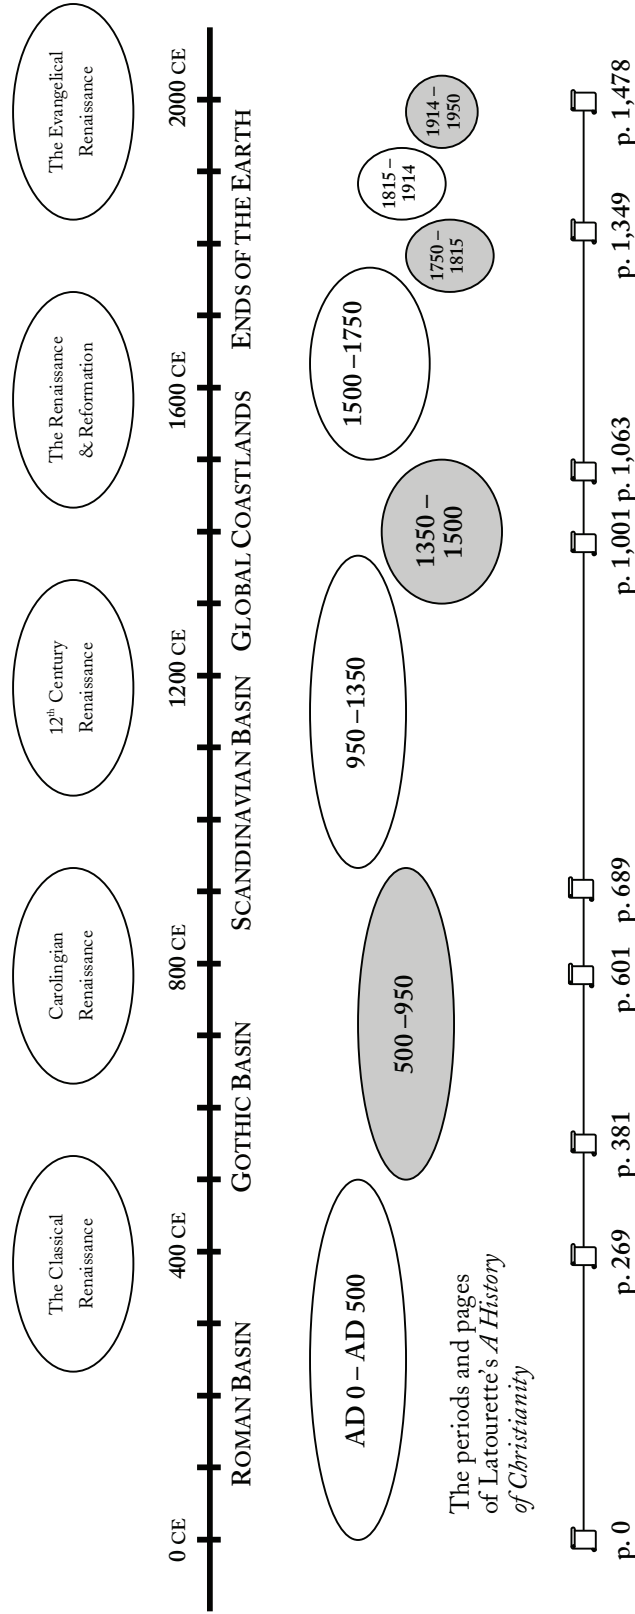 The Classical
Renaissance
Carolingian
Renaissance
12th Century
Renaissance
The Renaissance
& Reformation
The Evangelical
Renaissance
0 CE
400 CE
800 CE
1200 CE
1600 CE
2000 CE
ROMAN BASIN
GOTHIC BASIN
SCANDINAVIAN BASIN
GLOBAL COASTLANDS
ENDS OF THE EARTH
AD 0 – AD 500
500 –950
950 –1350
1350 –
1500
1500 –1750
1750 –
1815
1815 –
1914
1914 –
1950
The periods and pages
of Latourette’s A History
of Christianity
p. 0
p. 269
p. 381
p. 601
p. 689
p. 1,001
p. 1,063
p. 1,349
p. 1,478